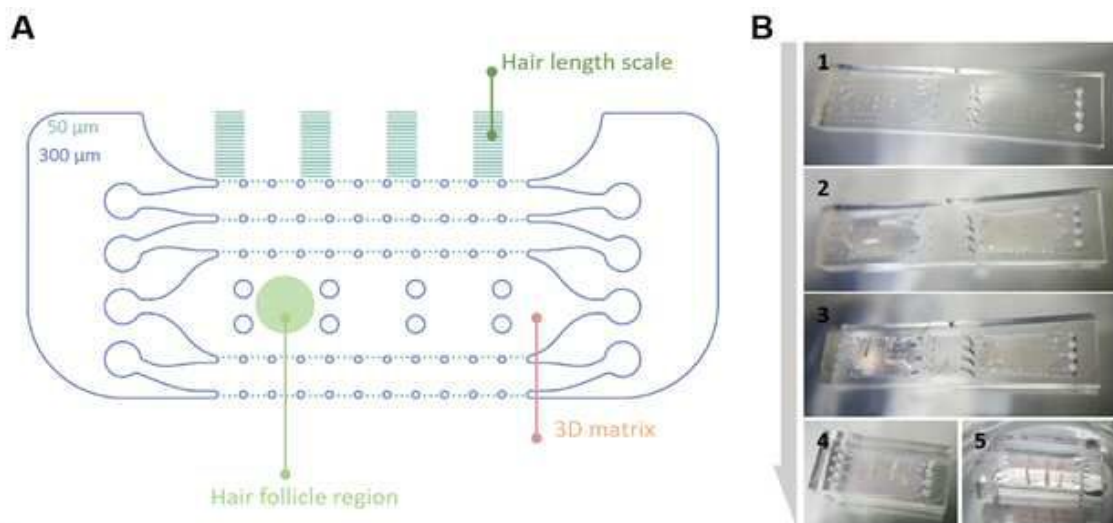 A
B
Hair length scale
50 μm
300 μm
3D matrix
Hair follicle region
1
2
3
4
5